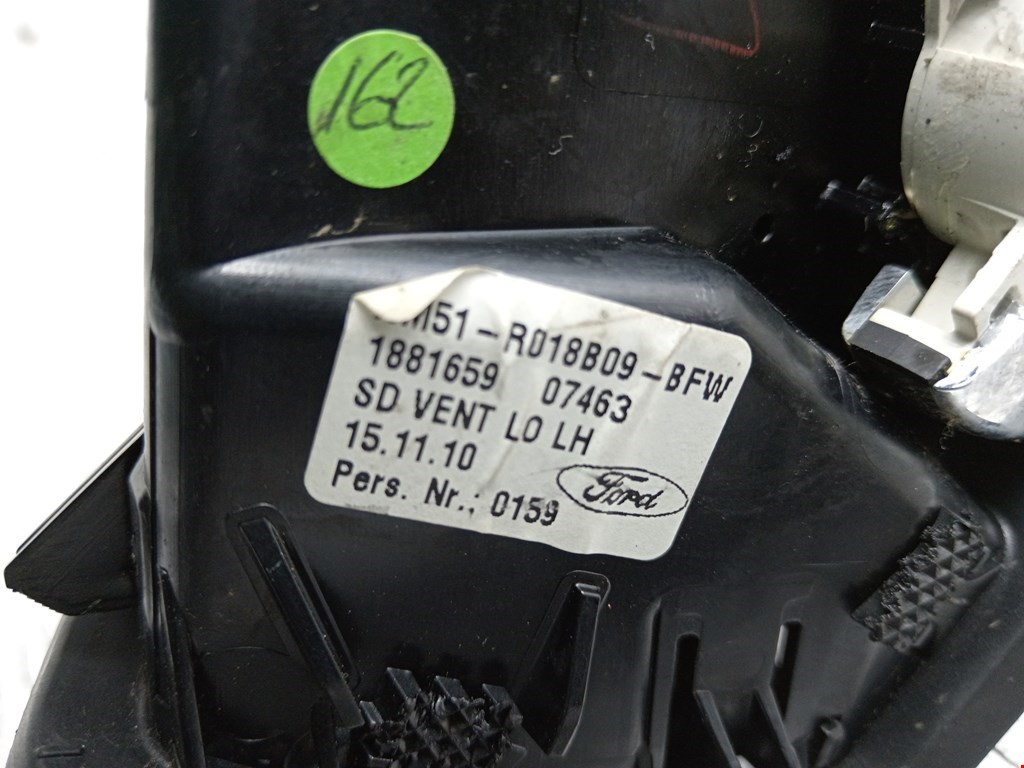 162
M51-R018B09-BFW
1881659 07463
SD VENT LO LH
15.11.10
Pers. Nr.: 0159
Ford